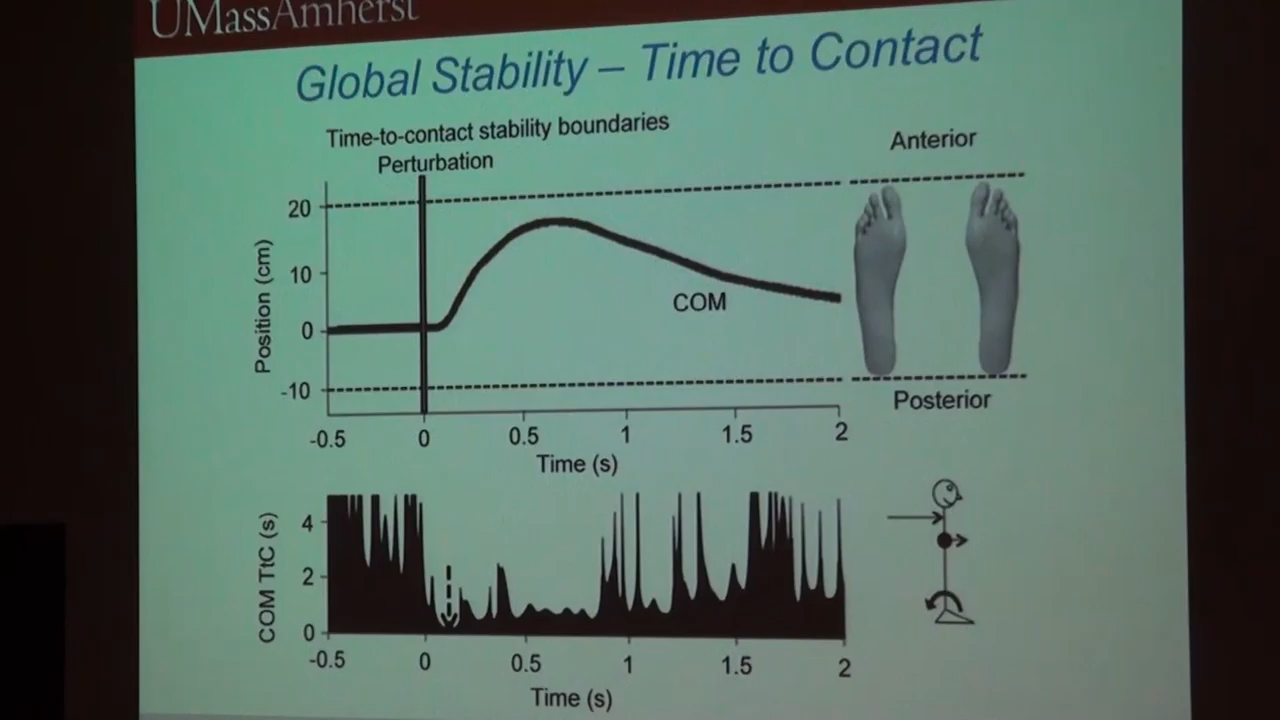 UMassAmherst
Global Stability – Time to Contact
Time-to-contact stability boundaries
Perturbation
Anterior
20
10
0
-10
Position (cm)
COM
Posterior
-0.5 0 0.5 1 1.5 2
Time (s)
4
2
0
COM TtC (s)
-0.5 0 0.5 1 1.5 2
Time (s)